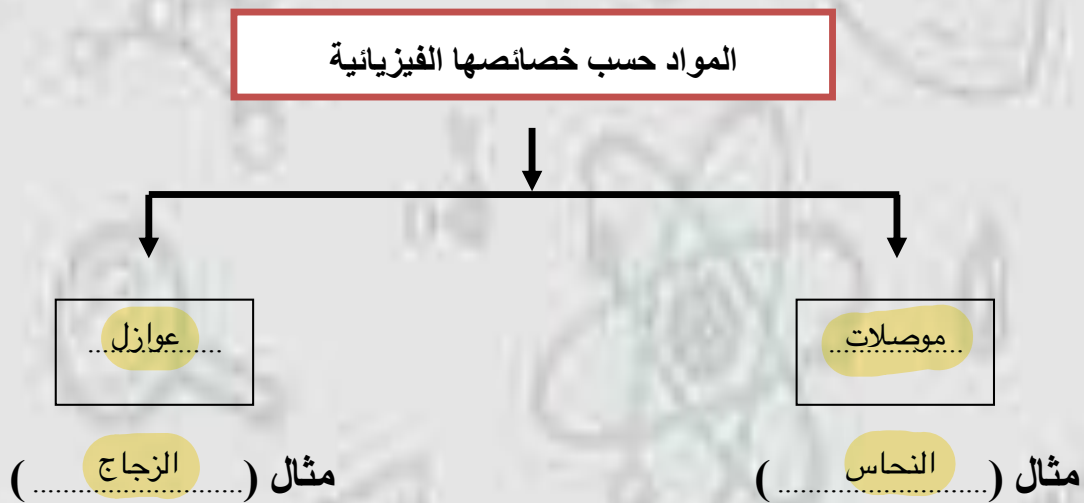 المواد حسب خصائصها الفيزيائية
موصلات
عوازل
مثال (النحاس)
مثال (الزجاج)